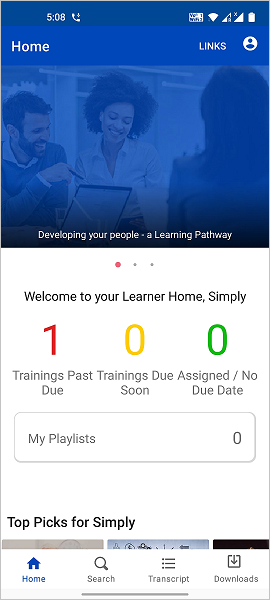 5:08
Home
LINKS
Developing your people - a Learning Pathway
Welcome to your Learner Home, Simply
1 0 0
Trainings Past Due
Trainings Due Soon
Assigned / No Due Date
My Playlists 0
Top Picks for Simply
Home Search Transcript Downloads